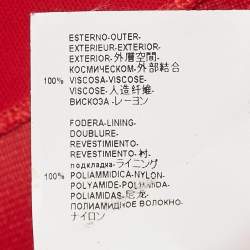 ESTERNO-OUTER
EXTERIEUR-EXTERIOR
EXTERIOR-外層空間
КОСМИЧЕСКОМ-外部結合
100% VISCOSA-VISCOSE
VISCOSE-人造纤维
ВИСКОЗА-レーヨン
FODERA-LINING
DOUBLURE
REVESTIMENTO
REVESTIMIENTO-衬
подкладка-ライニング
100% POLIAMMIDICA-NYLON
POLYAMIDE-POLIAMIDA
POLIAMIDAS-尼龙
ПОЛИАМИДНОЕ ВОЛОКНО
ナイロン